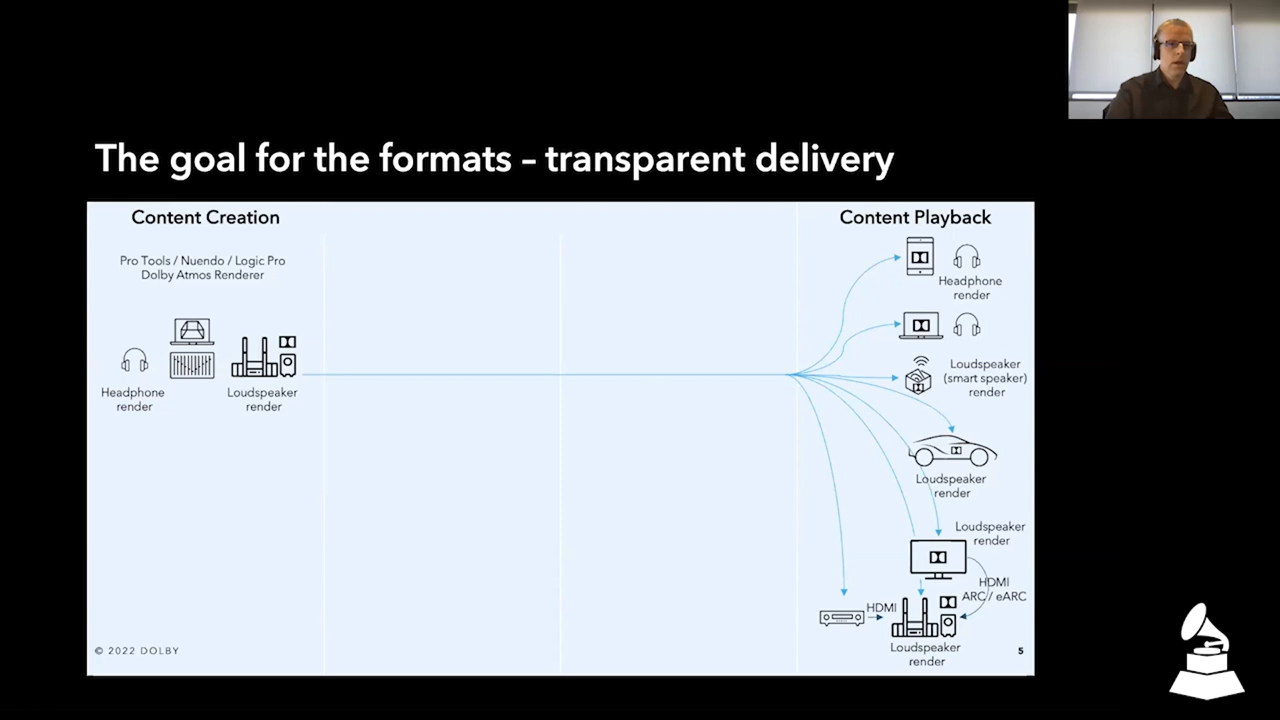 The goal for the formats – transparent delivery
Content Creation
Pro Tools / Nuendo / Logic Pro
Dolby Atmos Renderer
Headphone
render
Loudspeaker
render
Content Playback
Headphone
render
Loudspeaker
(smart speaker)
render
Loudspeaker
render
Loudspeaker
render
HDMI
ARC / eARC
HDMI
Loudspeaker
render
© 2022 DOLBY
5